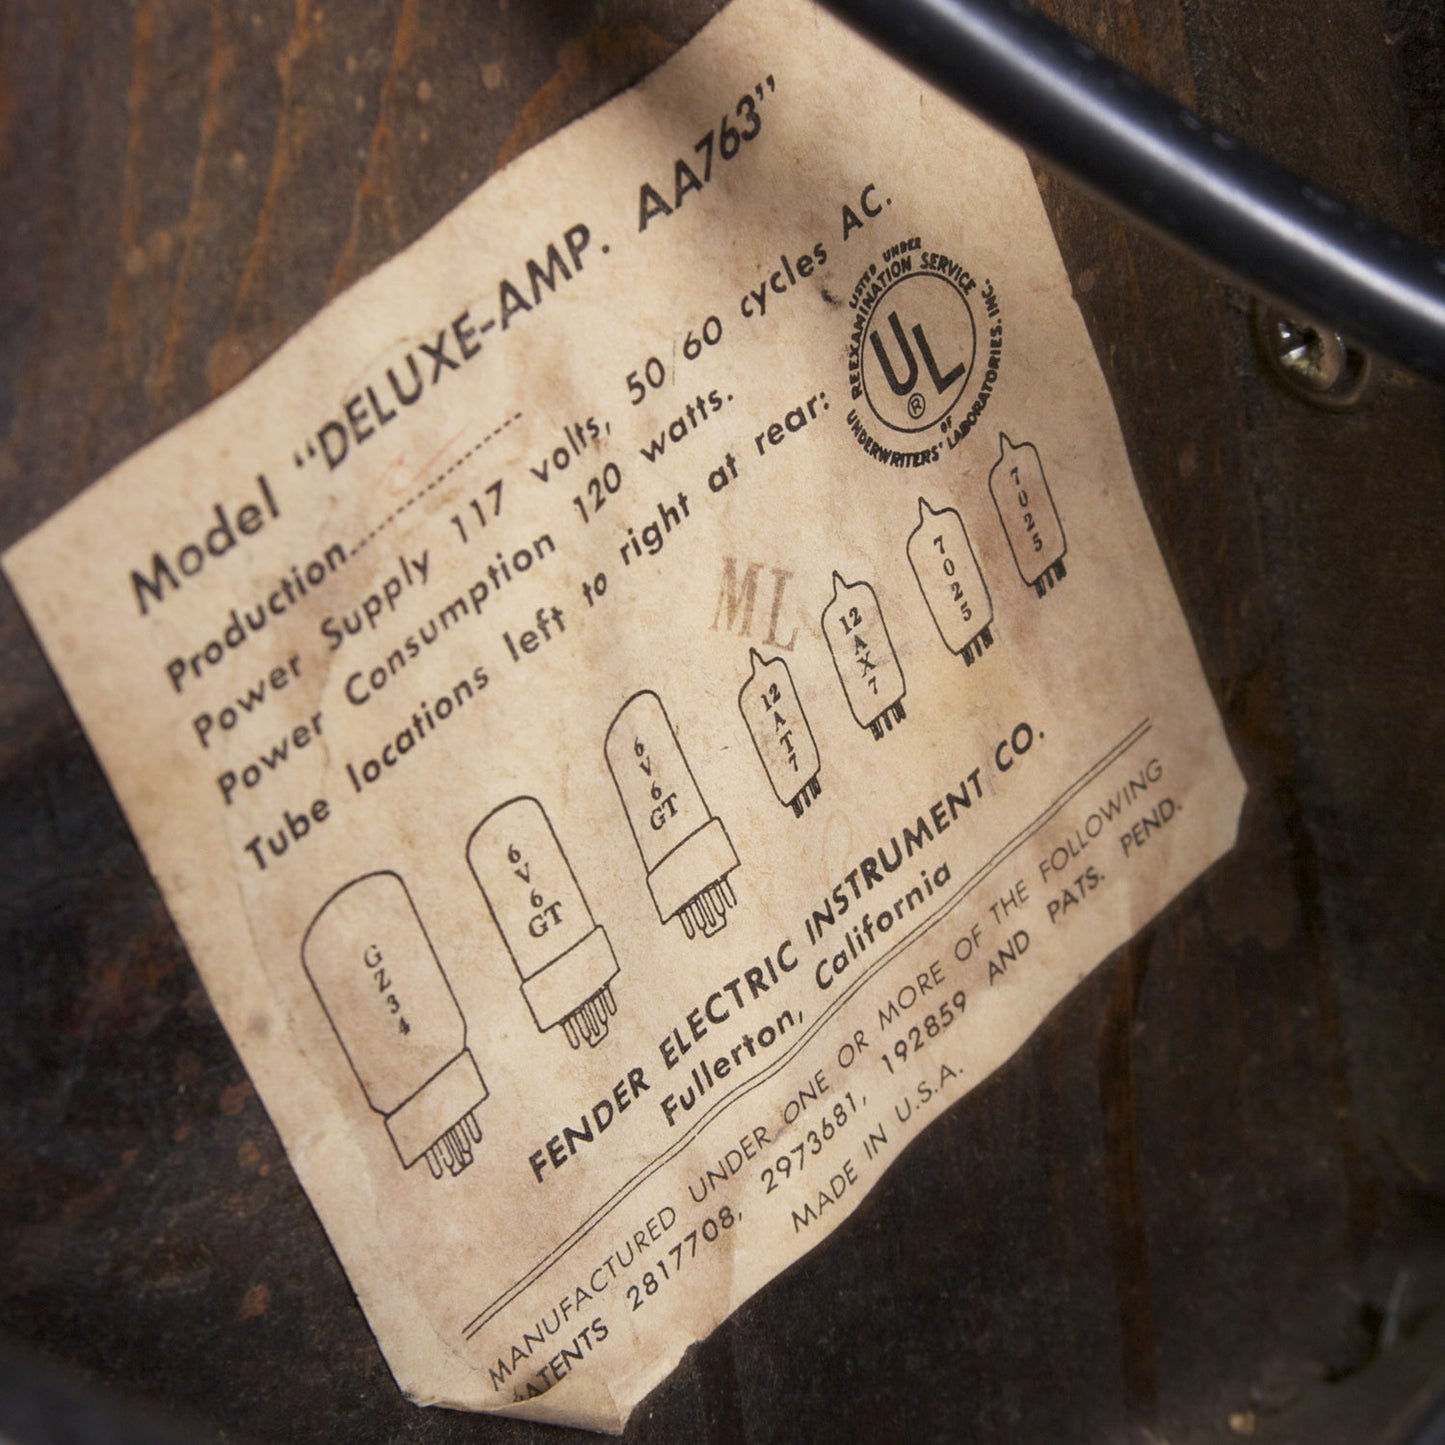 Model “DELUXE-AMP. AA763”
Production
Power Supply 117 volts, 50/60 cycles AC.
Power Consumption 120 watts.
Tube locations left to right at rear:
LISTED UNDER
REEXAMINATION SERVICE
UL
®
OF
UNDERWRITERS' LABORATORIES, INC.
ML
GZ34
6V6GT
6V6GT
12AT7
12AX7
7025
7025
FENDER ELECTRIC INSTRUMENT CO.
Fullerton, California
MANUFACTURED UNDER ONE OR MORE OF THE FOLLOWING
PATENTS 2817708, 2973681, 192859 AND PATS. PEND.
MADE IN U.S.A.